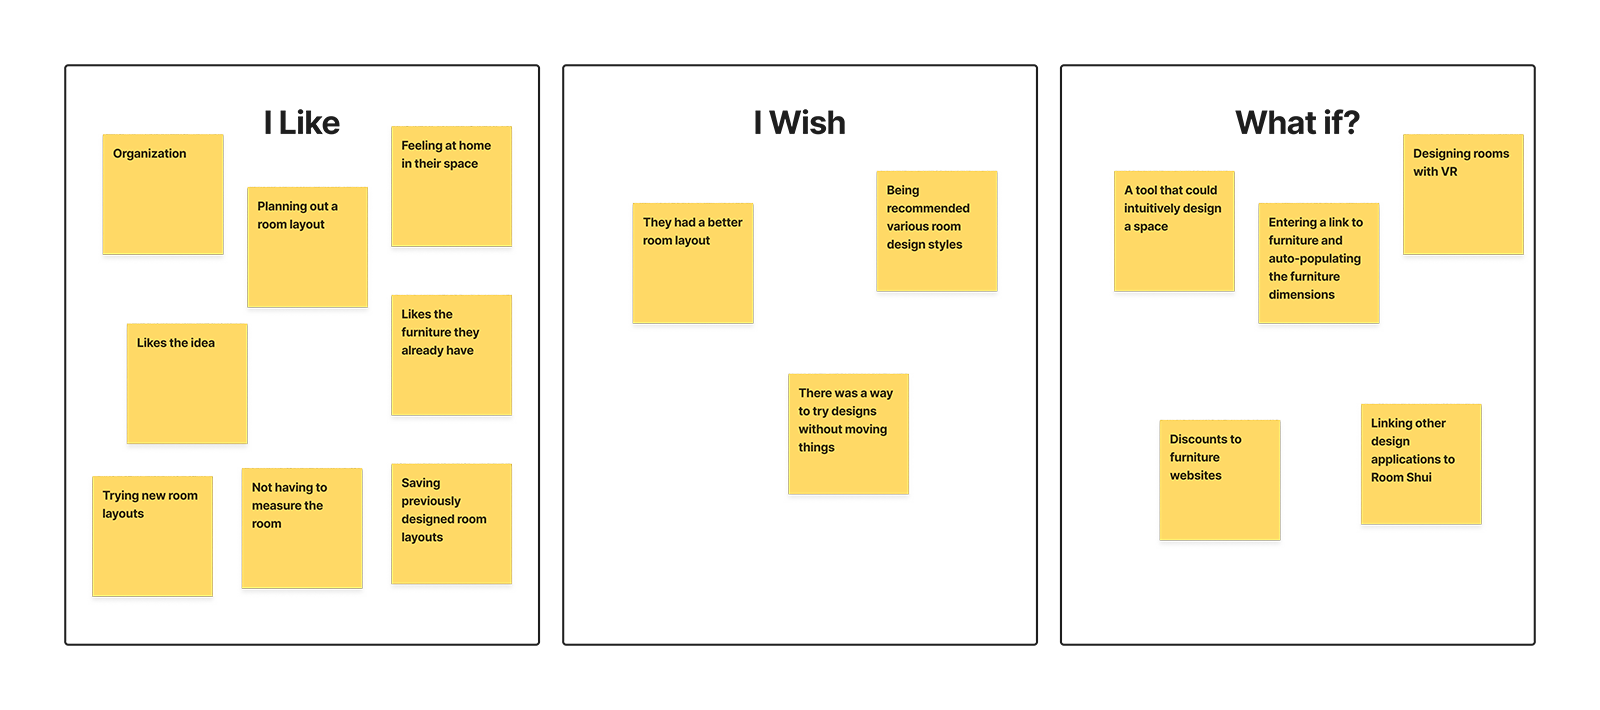 I Like
Organization
Planning out a
room layout
Feeling at home
in their space
Likes the idea
Likes the
furniture they
already have
Trying new room
layouts
Not having to
measure the
room
Saving
previously
designed room
layouts
I Wish
They had a better
room layout
Being
recommended
various room
design styles
There was a way
to try designs
without moving
things
What if?
A tool that could
intuitively design
a space
Entering a link to
furniture and
auto-populating
the furniture
dimensions
Designing rooms
with VR
Discounts to
furniture
websites
Linking other
design
applications to
Room Shui